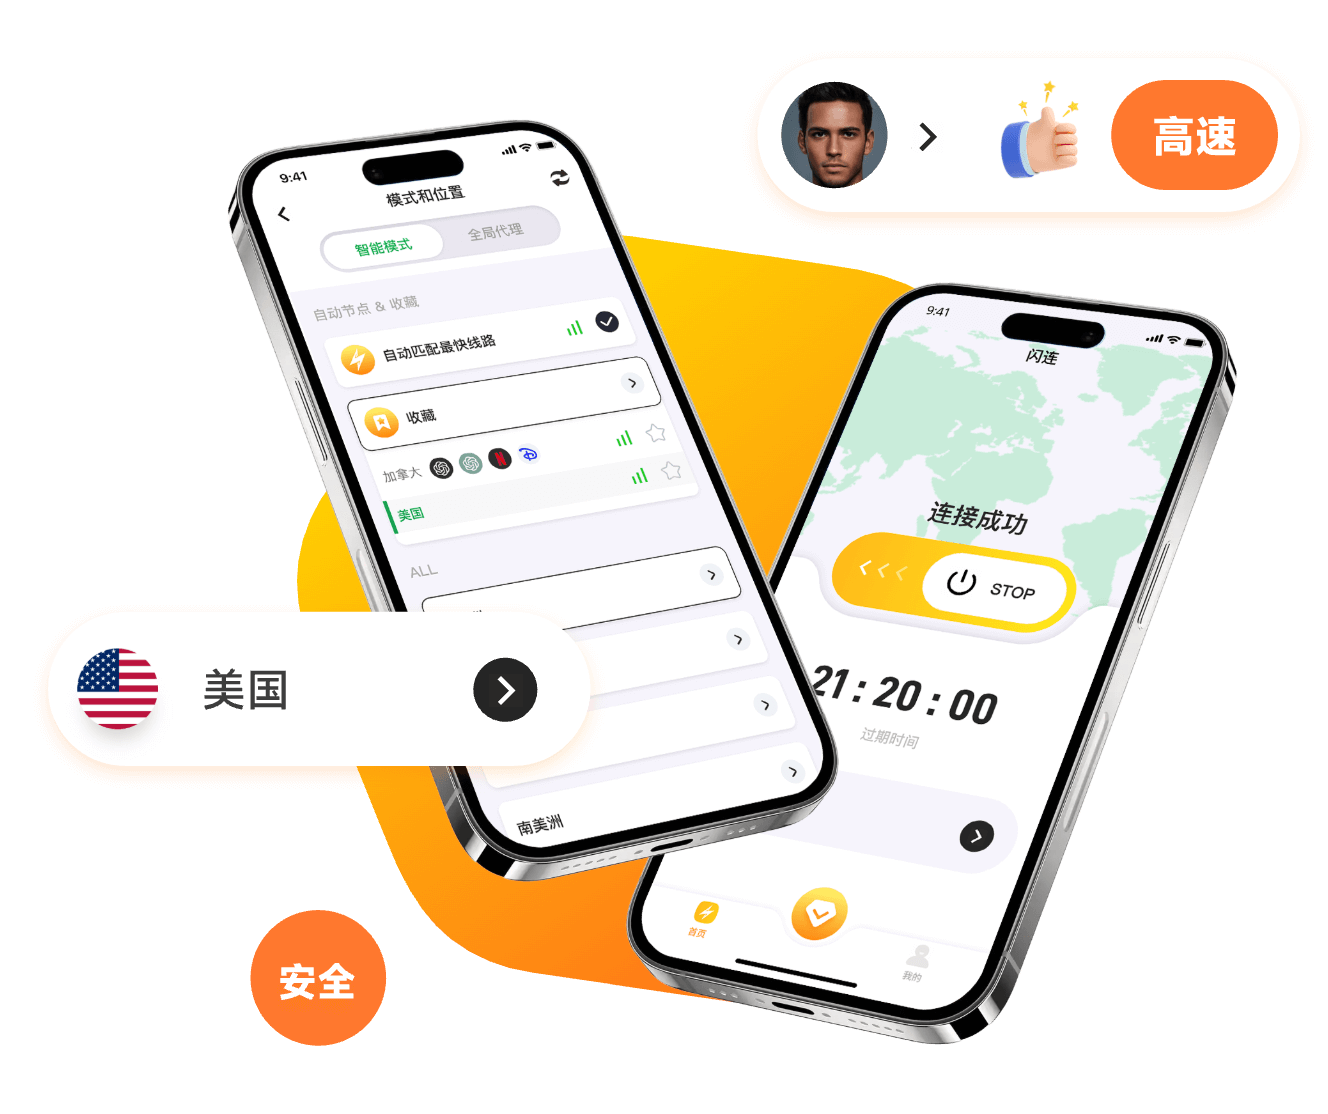 高速
9:41
模式和位置
智能模式
全局代理
自动节点 & 收藏
自动匹配最快线路
收藏
加拿大
美国
ALL
美国
南美洲
9:41
闪连
连接成功
STOP
21:20:00
过期时间
首页
我的
安全